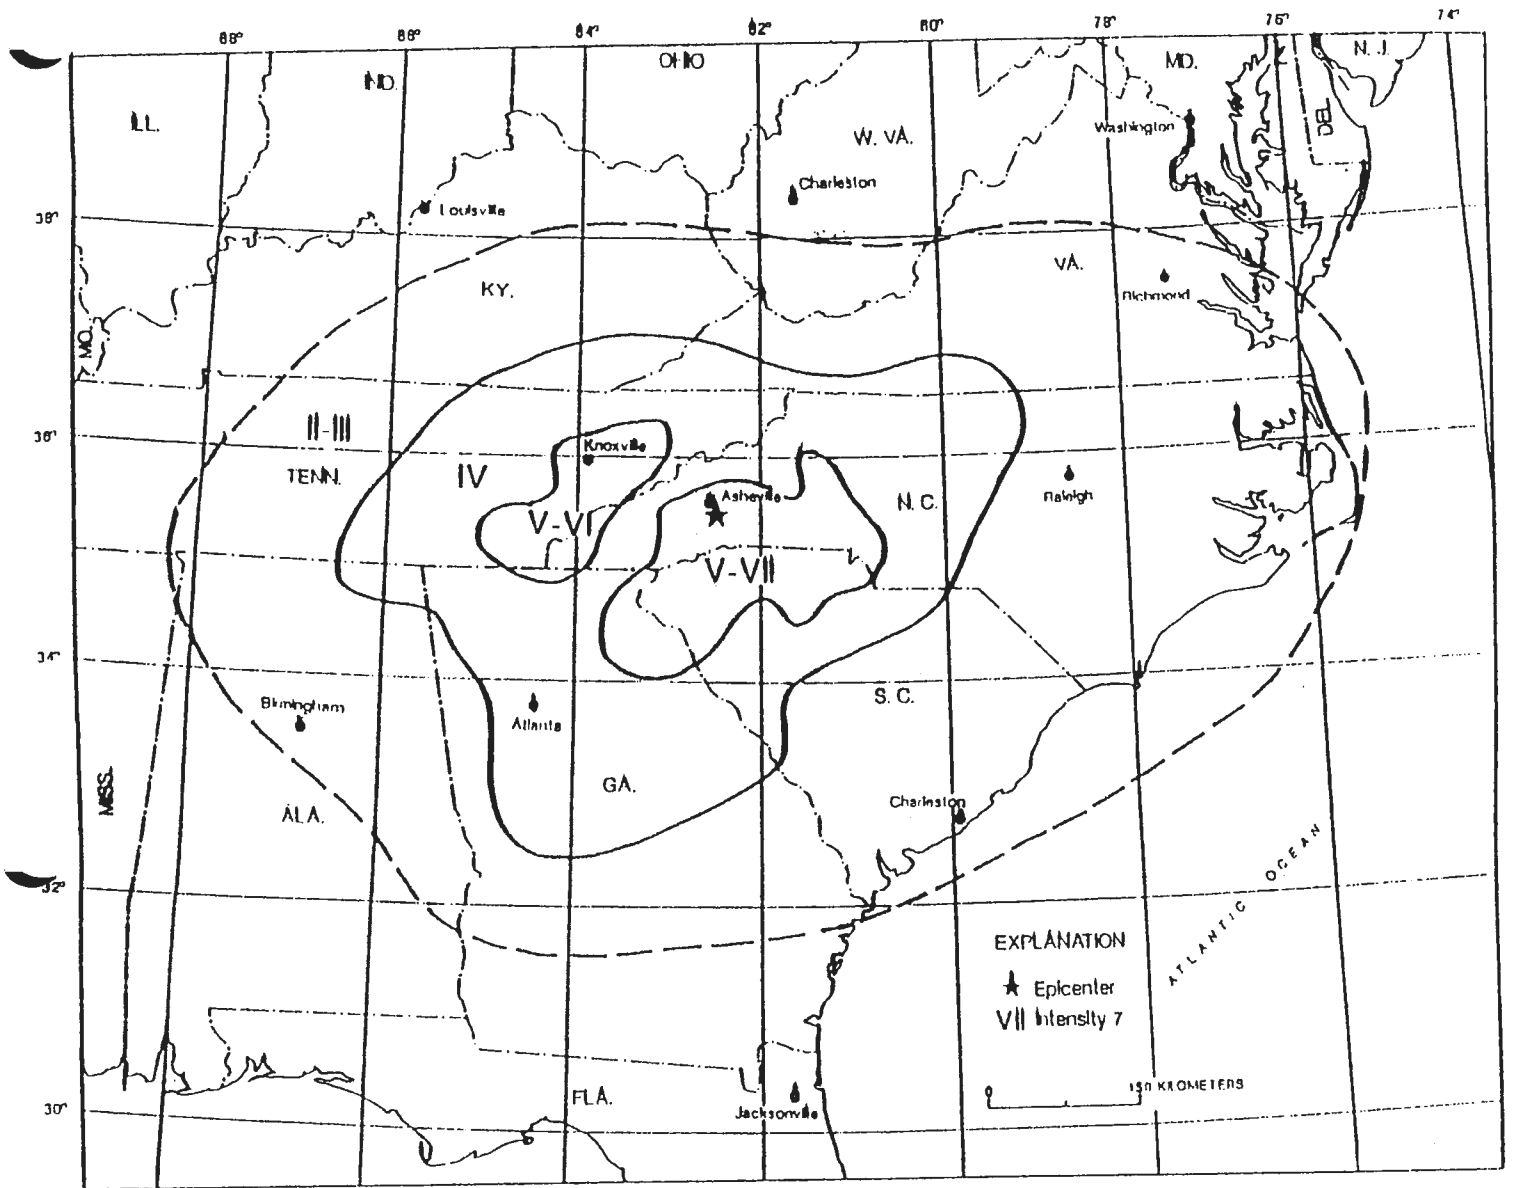 88° 86° 84° 82° 80° 78° 76° 74°
IND.
OHIO
MD.
N. J.
ILL.
W. VA.
Washington
DEL
Charleston
Louisville
38°
VA.
KY.
Richmond
MO.
II-III
36°
Knoxville
TENN.
IV
Asheville
N. C.
Raleigh
V-VI
V-VII
34°
S. C.
Birmingham
Atlanta
MISS.
GA.
Charleston
ALA.
ATLANTIC OCEAN
32°
EXPLANATION
Epicenter
VII Intensity 7
150 KILOMETERS
FLA.
30°
Jacksonville